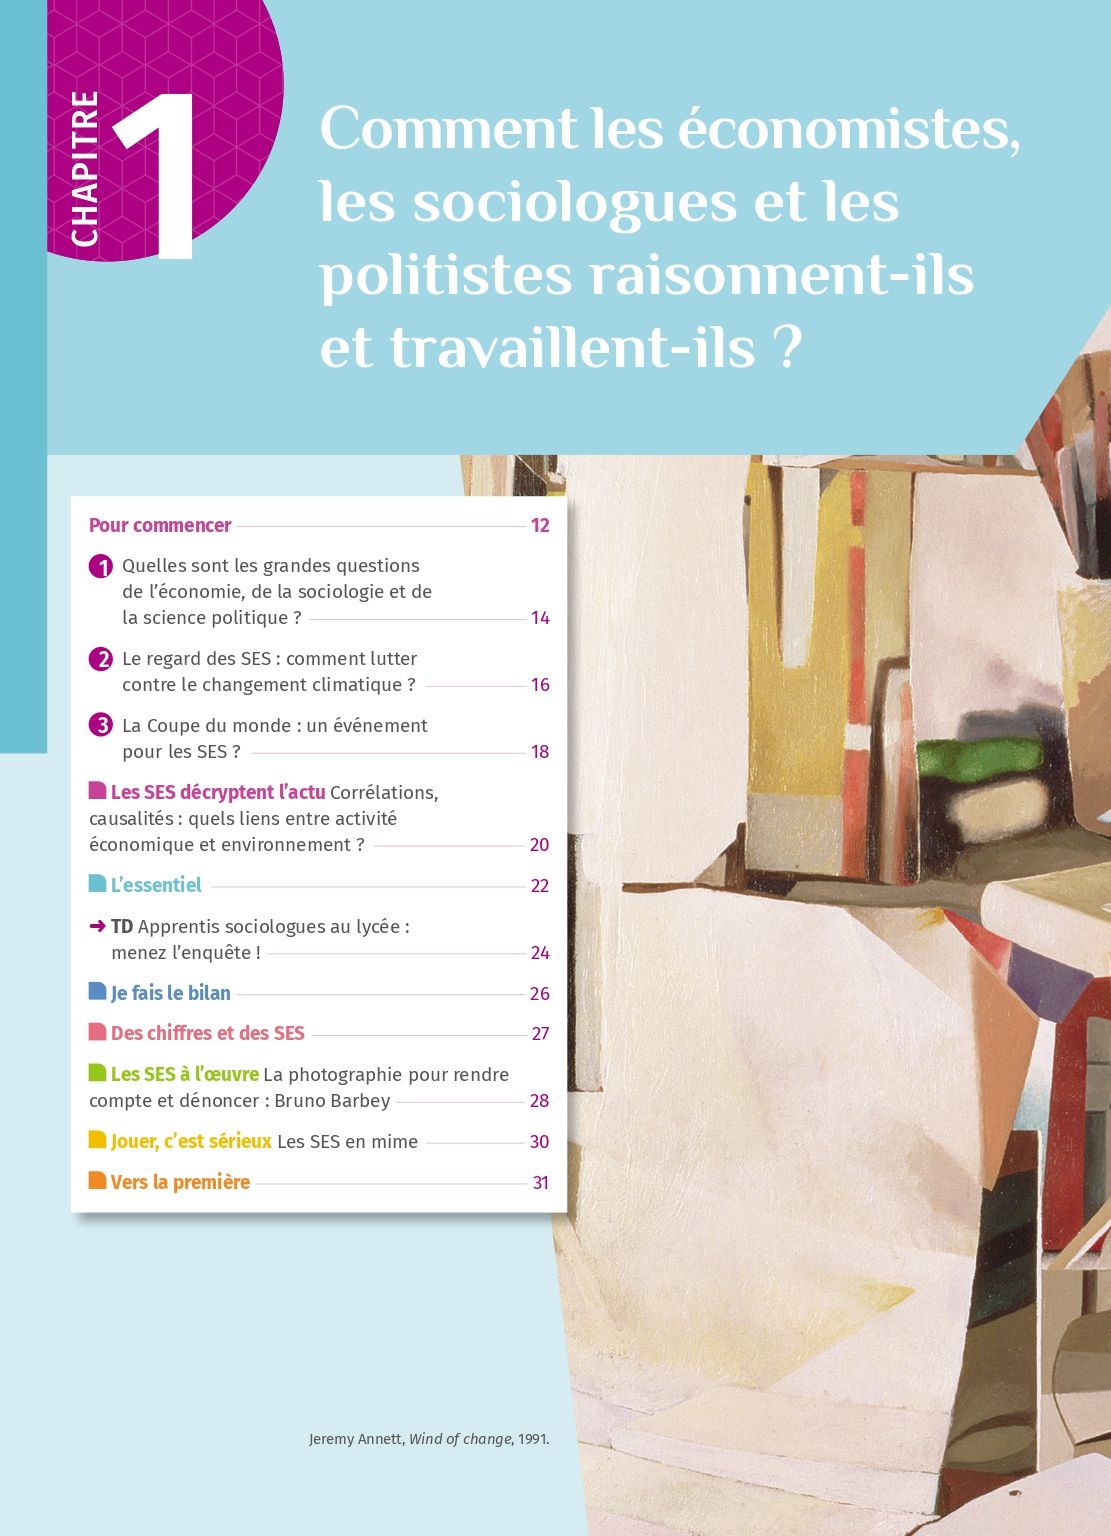 CHAPITRE 1
Comment les économistes,
les sociologues et les
politistes raisonnent-ils
et travaillent-ils ?
Pour commencer 12
1 Quelles sont les grandes questions
de l’économie, de la sociologie et de
la science politique ? 14
2 Le regard des SES : comment lutter
contre le changement climatique ? 16
3 La Coupe du monde : un événement
pour les SES ? 18
Les SES décryptent l’actu Corrélations,
causalités : quels liens entre activité
économique et environnement ? 20
L’essentiel 22
➜ TD Apprentis sociologues au lycée :
menez l’enquête ! 24
Je fais le bilan 26
Des chiffres et des SES 27
Les SES à l’œuvre La photographie pour rendre
compte et dénoncer : Bruno Barbey 28
Jouer, c’est sérieux Les SES en mime 30
Vers la première 31
Jeremy Annett, Wind of change, 1991.